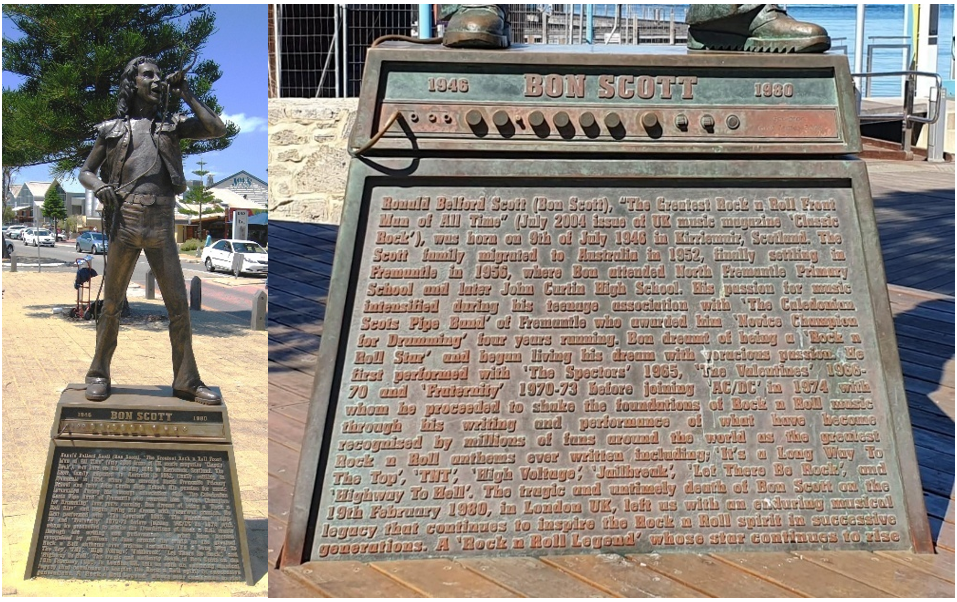 1946 BON SCOTT 1980
1946 BON SCOTT 1980
Ronald Belford Scott (Bon Scott), "The Greatest Rock n Roll Front
Man of All Time" (July 2004 issue of UK music magazine 'Classic
Rock'), was born on 9th of July 1946 in Kirriemuir, Scotland. The
Scott family migrated to Australia in 1952, finally settling in
Fremantle in 1956, where Bon attended North Fremantle Primary
School and later John Curtin High School. His passion for music
intensified during his teenage association with 'The Caledonian
Scots Pipe Band' of Fremantle who awarded him 'Novice Champion
for Drumming' four years running. Bon dreamt of being a 'Rock n
Roll Star' and began living his dream with voracious passion. He
first performed with 'The Spectors' 1965, 'The Valentines' 1966-
70 and 'Fraternity' 1970-73 before joining 'AC/DC' in 1974 with
whom he proceeded to shake the foundations of Rock n Roll music
through his writing and performance of what have become
recognised by millions of fans around the world as the greatest
Rock n Roll anthems ever written including; 'It's a Long Way To
The Top', 'TNT', 'High Voltage', 'Jailbreak', 'Let There Be Rock', and
'Highway To Hell'. The tragic and untimely death of Bon Scott on the
19th February 1980, in London UK, left us with an enduring musical
legacy that continues to inspire the Rock n Roll spirit in successive
generations. A 'Rock n Roll Legend' whose star continues to rise